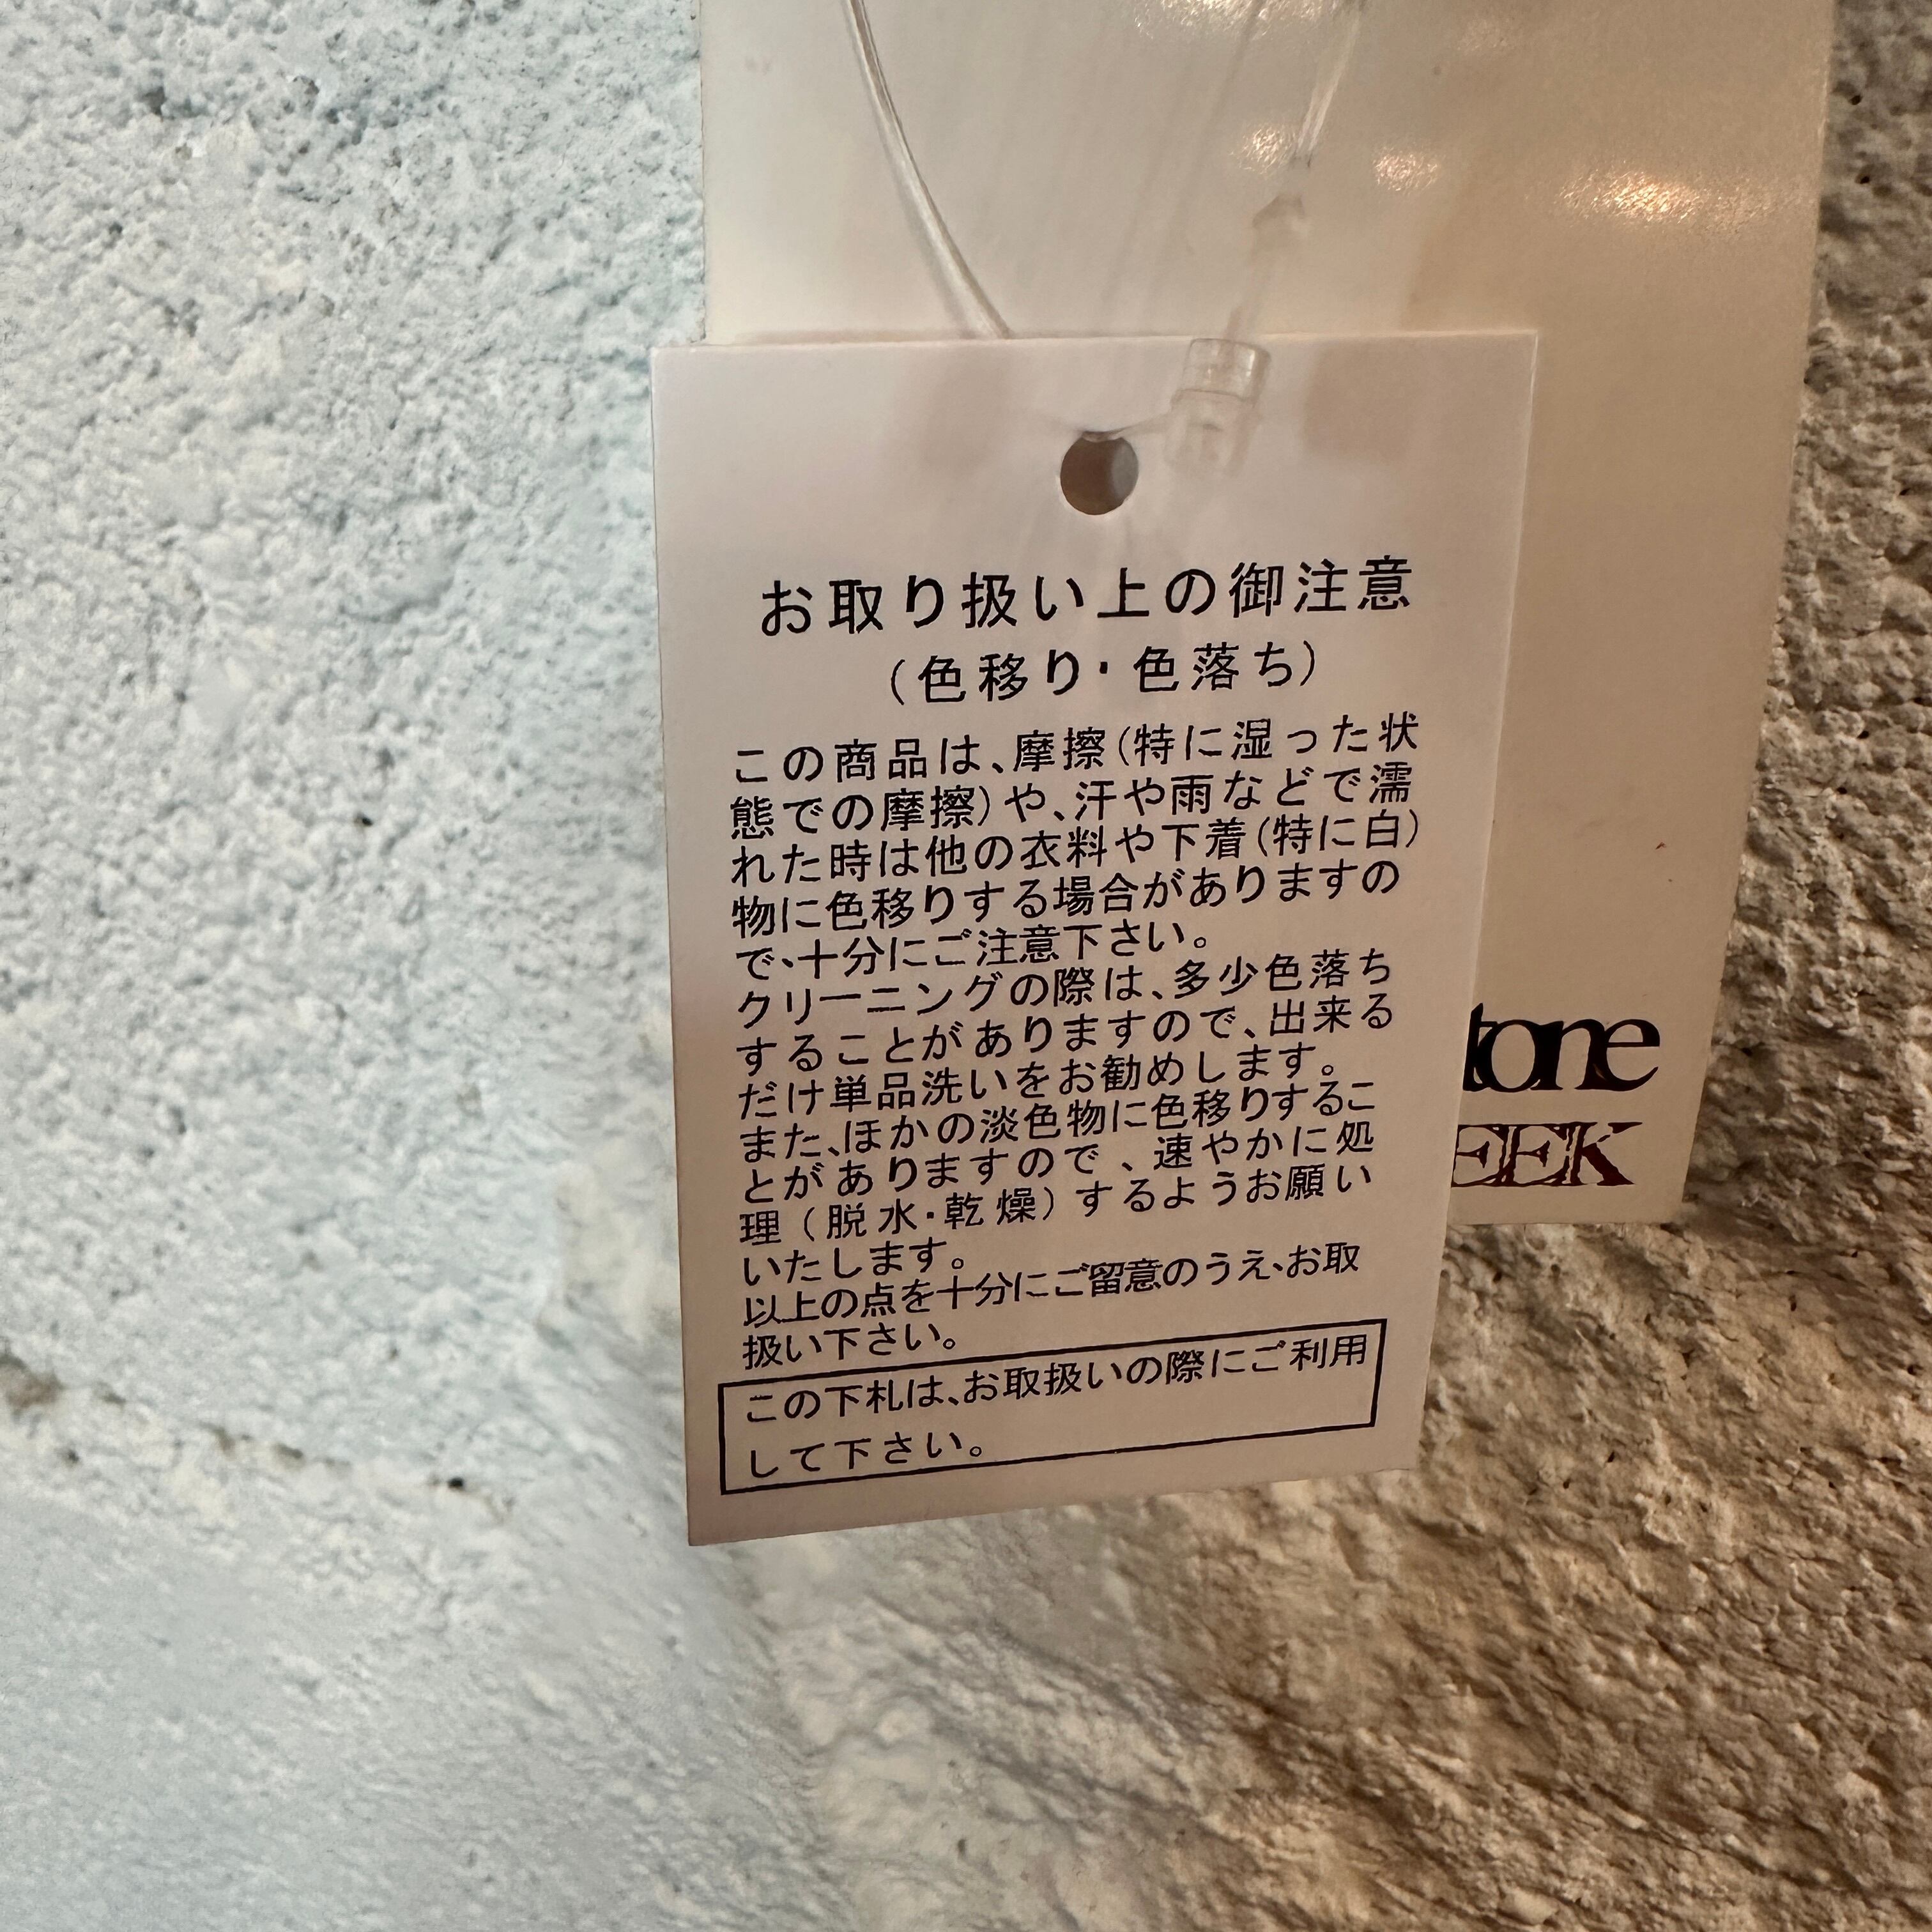 お取り扱い上の御注意
(色移り・色落ち)
この商品は、摩擦(特に湿った状
態での摩擦)や、汗や雨などで濡
れた時は他の衣料や下着(特に白)
物に色移りする場合がありますの
で、十分にご注意下さい。
クリーニングの際は、多少色落ち
することがありますので、出来る
だけ単品洗いをお勧めします。
また、ほかの淡色物に色移りするこ
とがありますので、速やかに処
理(脱水・乾燥)するようお願い
いたします。
以上の点を十分にご留意のうえ、お取
扱い下さい。
この下札は、お取扱いの際にご利用
して下さい。
tone
EEK